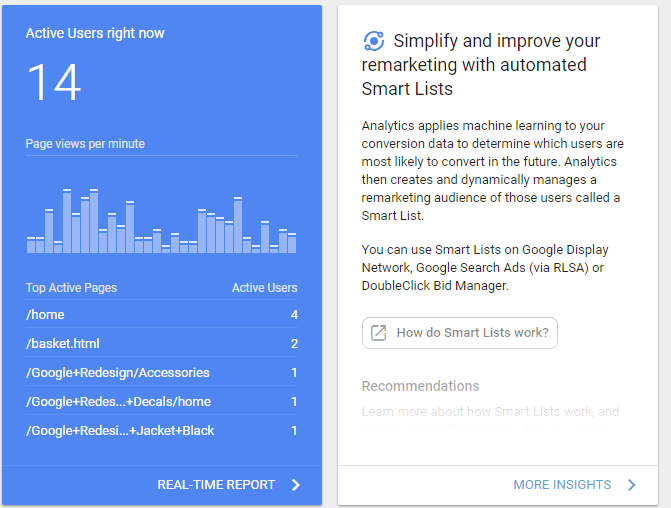 Active Users right now
14
Page views per minute
Top Active Pages Active Users
/home 4
/basket.html 2
/Google+Redesign/Accessories 1
/Google+Redes...+Decals/home 1
/Google+Redesi...+Jacket+Black 1
REAL-TIME REPORT
Simplify and improve your
remarketing with automated
Smart Lists
Analytics applies machine learning to your
conversion data to determine which users are
most likely to convert in the future. Analytics
then creates and dynamically manages a
remarketing audience of those users called a
Smart List.
You can use Smart Lists on Google Display
Network, Google Search Ads (via RLSA) or
DoubleClick Bid Manager.
How do Smart Lists work?
Recommendations
Learn more about how Smart Lists work, and
MORE INSIGHTS